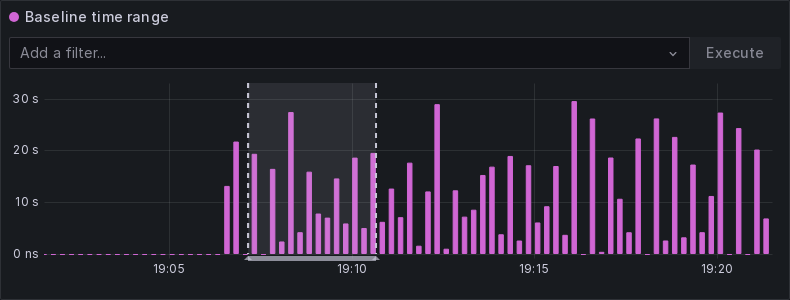 Baseline time range
Add a filter...
Execute
30 s
20 s
10 s
0 ns
19:05 19:10 19:15 19:20